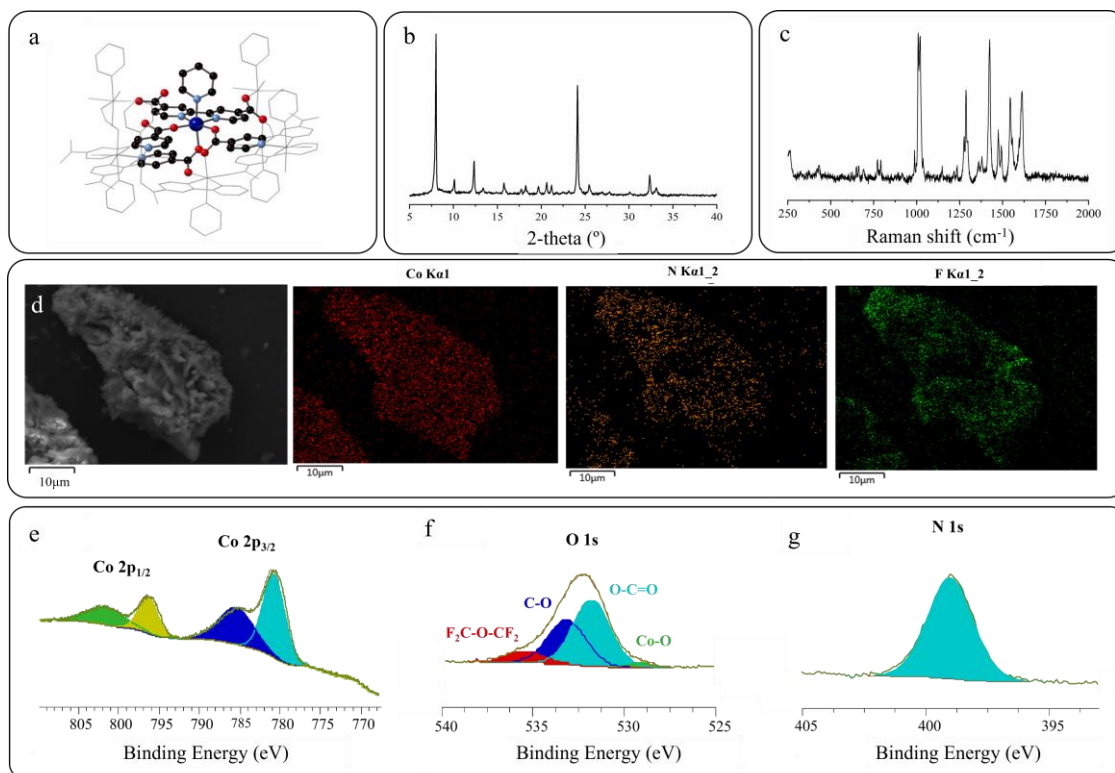 a
b
5 10 15 20 25 30 35 40
2-theta (º)
c
250 500 750 1000 1250 1500 1750 2000
Raman shift (cm⁻¹)
d
10μm
Co Kα1
10μm
N Kα1_2
10μm
F Kα1_2
10μm
e
Co 2p₁/₂
Co 2p₃/₂
805 800 790 785 780 770
Binding Energy (eV)
f
O 1s
O-C=O
C-O
F₂C-O-CF₂
Co-O
540 535 530 525
Binding Energy (eV)
g
N 1s
405 400 395
Binding Energy (eV)